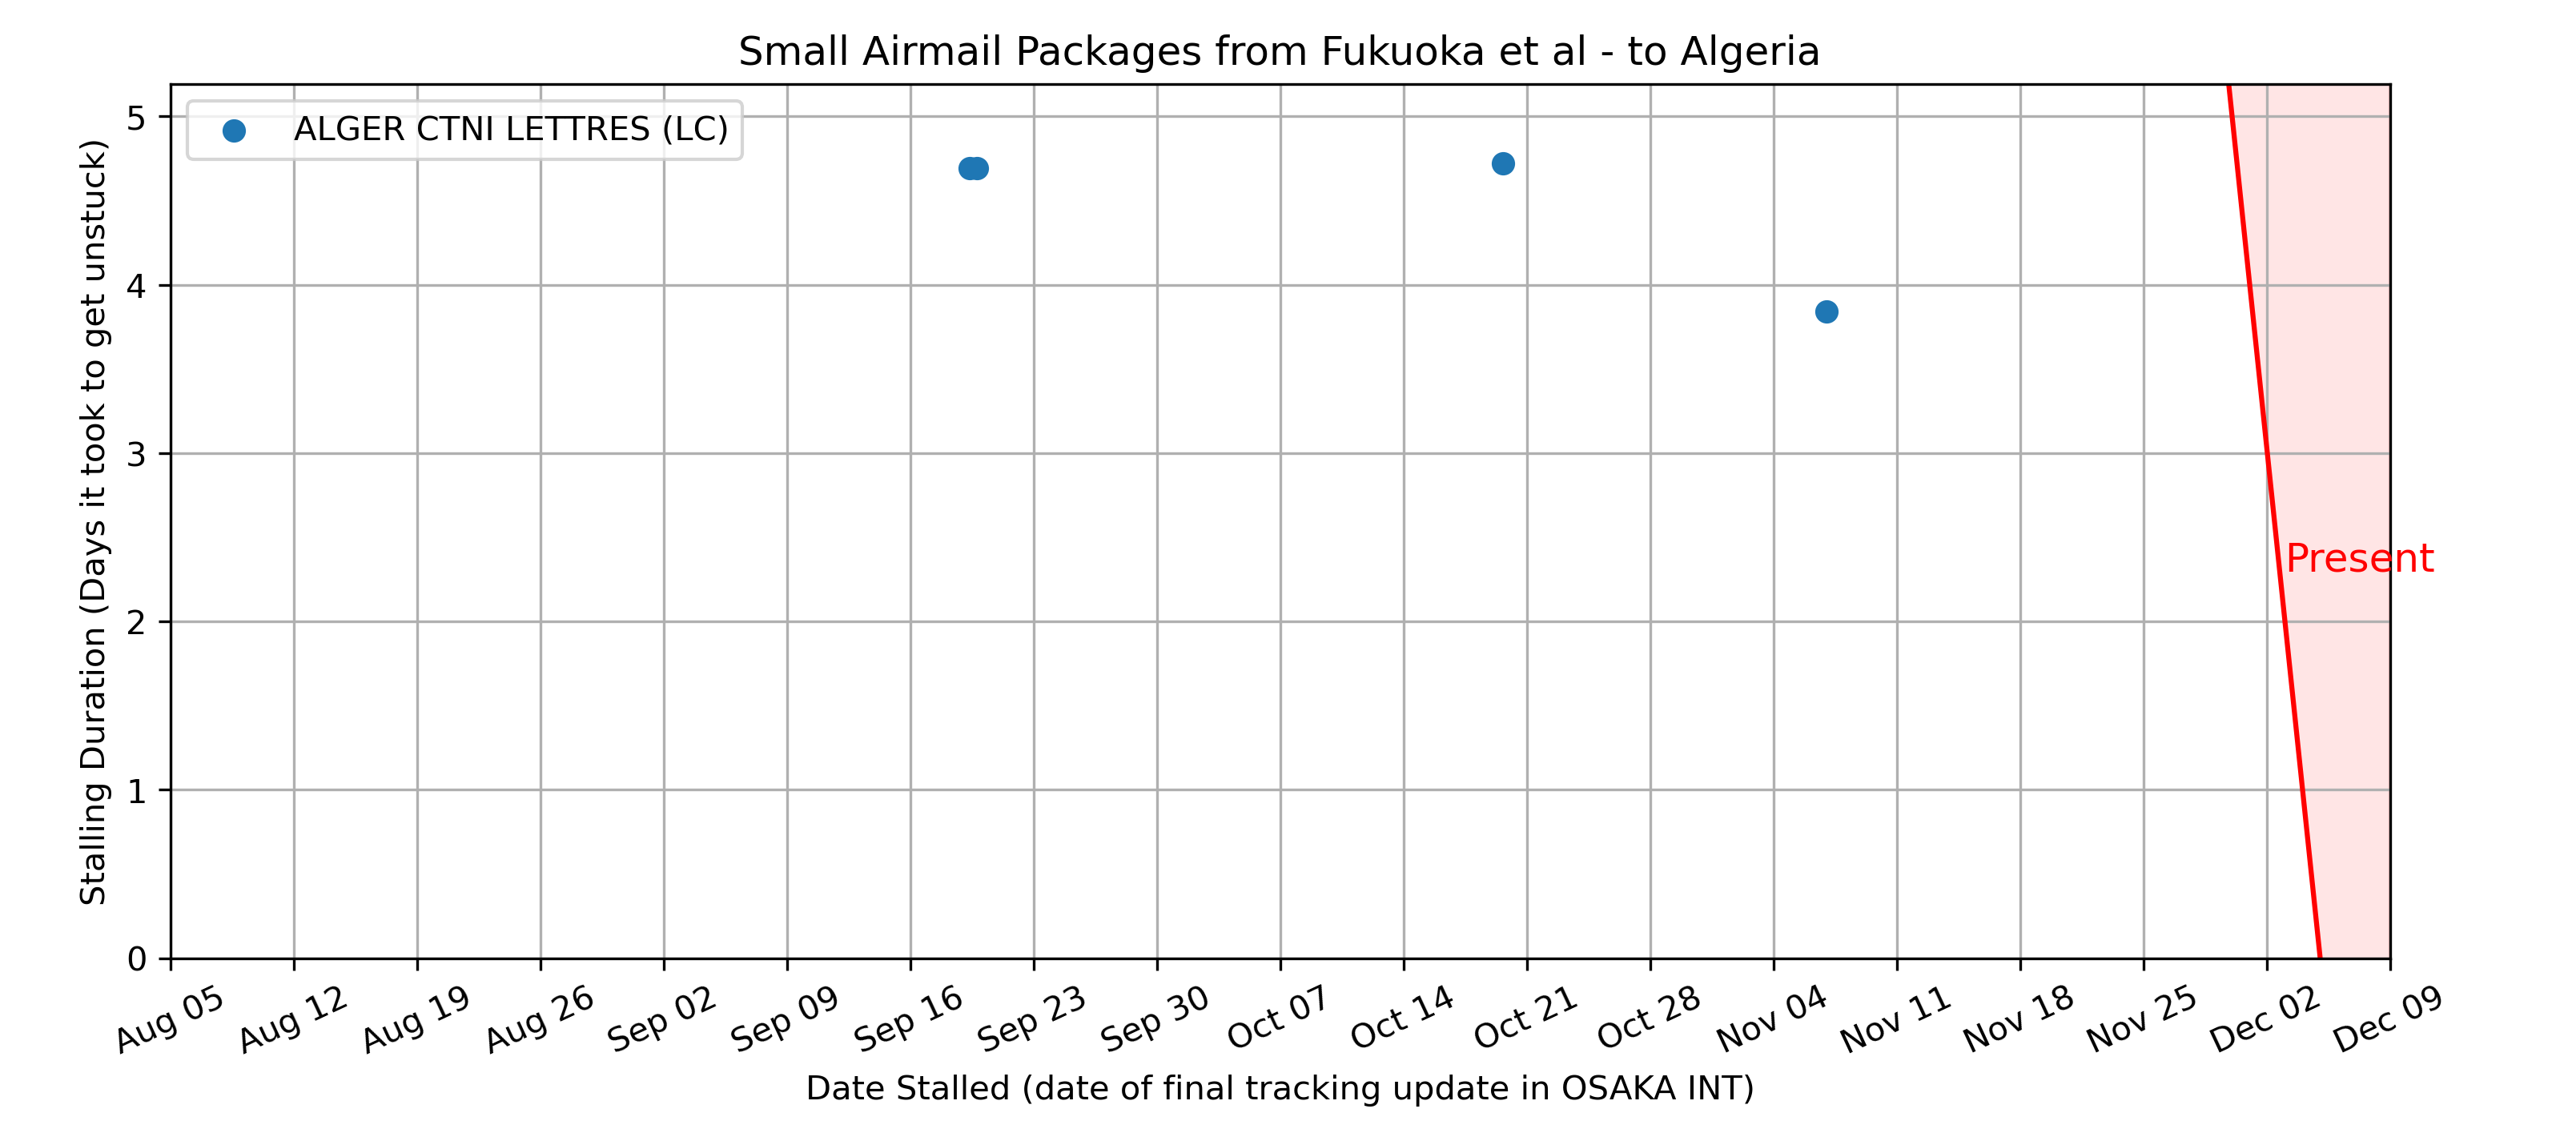 Small Airmail Packages from Fukuoka et al - to Algeria
ALGER CTNI LETTRES (LC)
Stalling Duration (Days it took to get unstuck)
5
4
3
2
1
0
Present
Aug 05 Aug 12 Aug 19 Aug 26 Sep 02 Sep 09 Sep 16 Sep 23 Sep 30 Oct 07 Oct 14 Oct 21 Oct 28 Nov 04 Nov 11 Nov 18 Nov 25 Dec 02 Dec 09
Date Stalled (date of final tracking update in OSAKA INT)